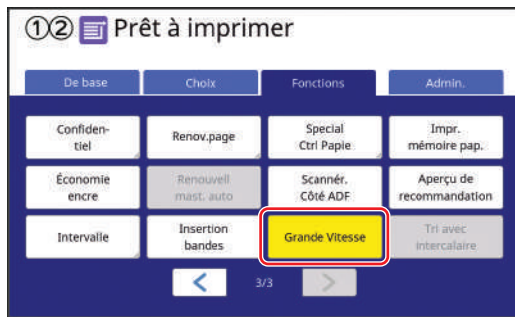 ①② Prêt à imprimer
De base Choix Fonctions Admin.
Confiden- Renov.page Special Impr.
tiel Ctrl Papie mémoire pap.
Économie Renouvell Scannér. Aperçu de
encre mast. auto Côté ADF recommandation
Intervalle Insertion Grande Vitesse Tri avec
bandes intercalaire
< 3/3 >